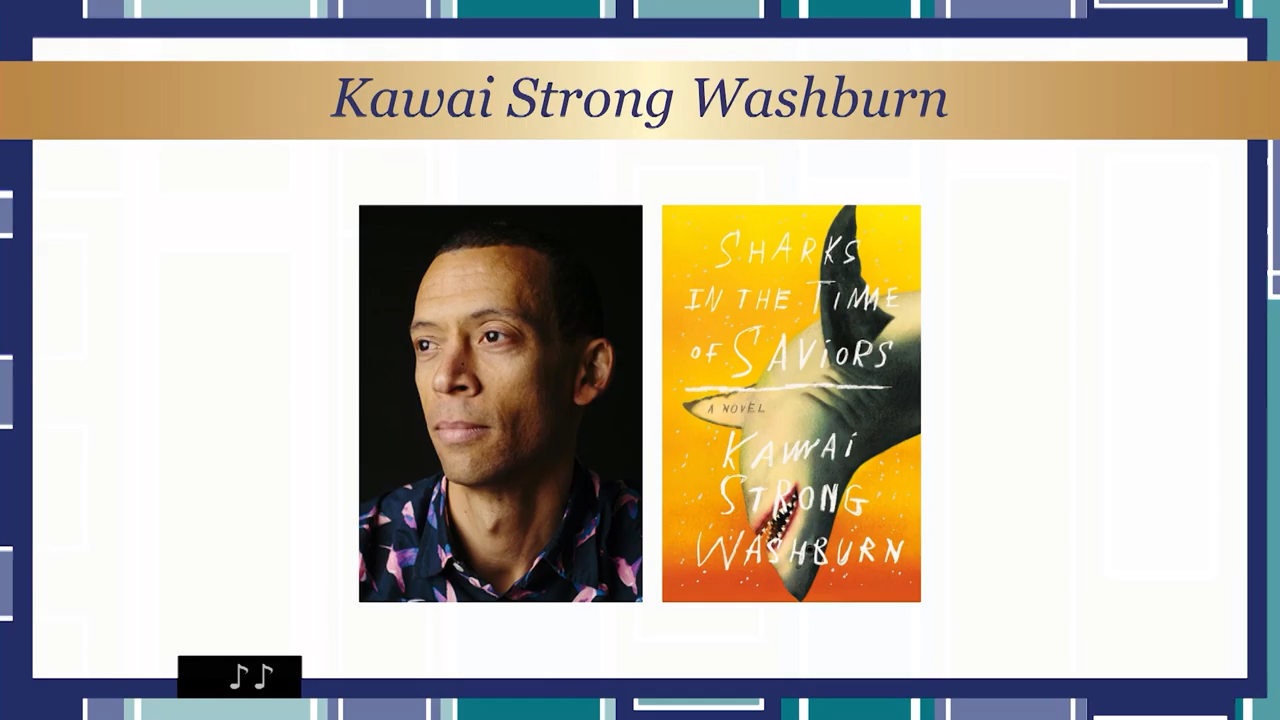 Kawai Strong Washburn
SHARKS
IN THE TIME
OF SAViORS
A NOVEL
KAWAi
STRONG
WASHBURN
♪♪